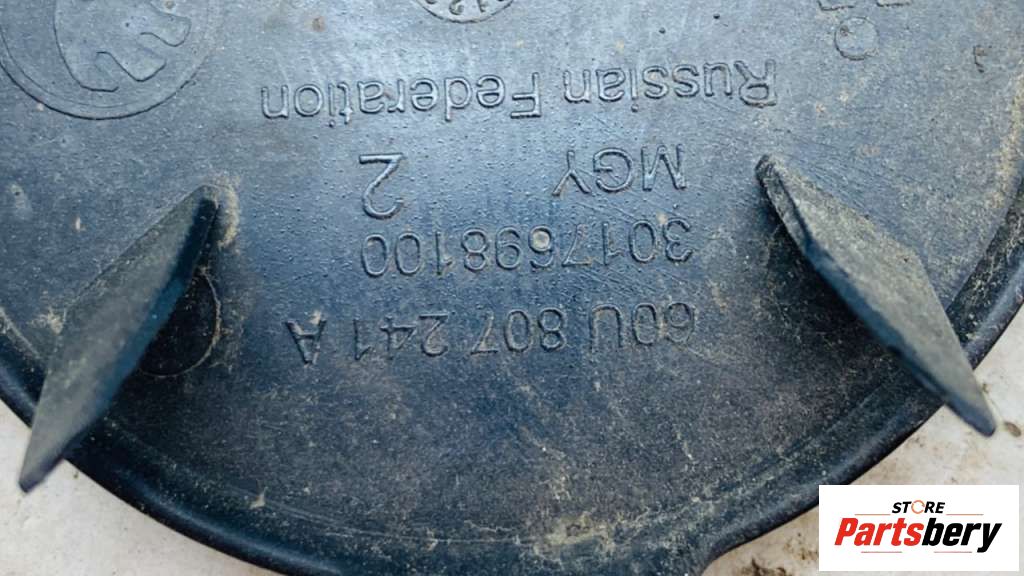 60U 807 241 A
3017698100
MGY 2
Russian Federation
STORE
Partsbery